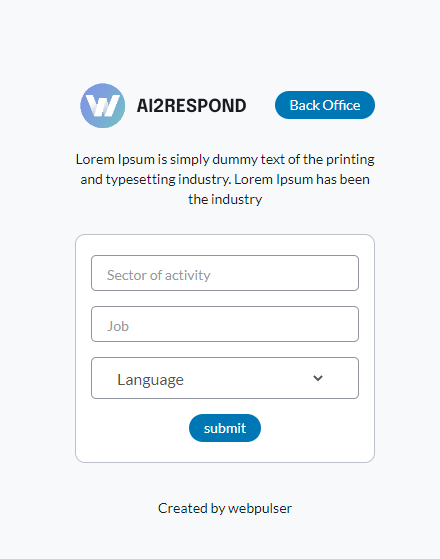 AI2RESPOND
Back Office
Lorem Ipsum is simply dummy text of the printing
and typesetting industry. Lorem Ipsum has been
the industry
Sector of activity
Job
Language
submit
Created by webpulser